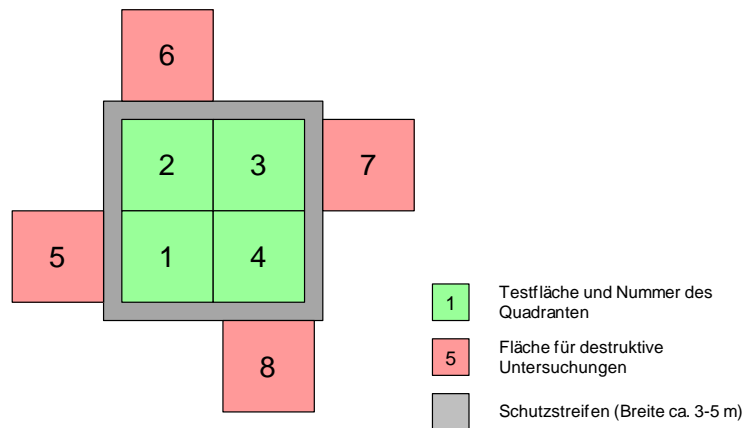 6
2 3 7
5 1 4
8
1 Testfläche und Nummer des
Quadranten
5 Fläche für destruktive
Untersuchungen
Schutzstreifen (Breite ca. 3-5 m)